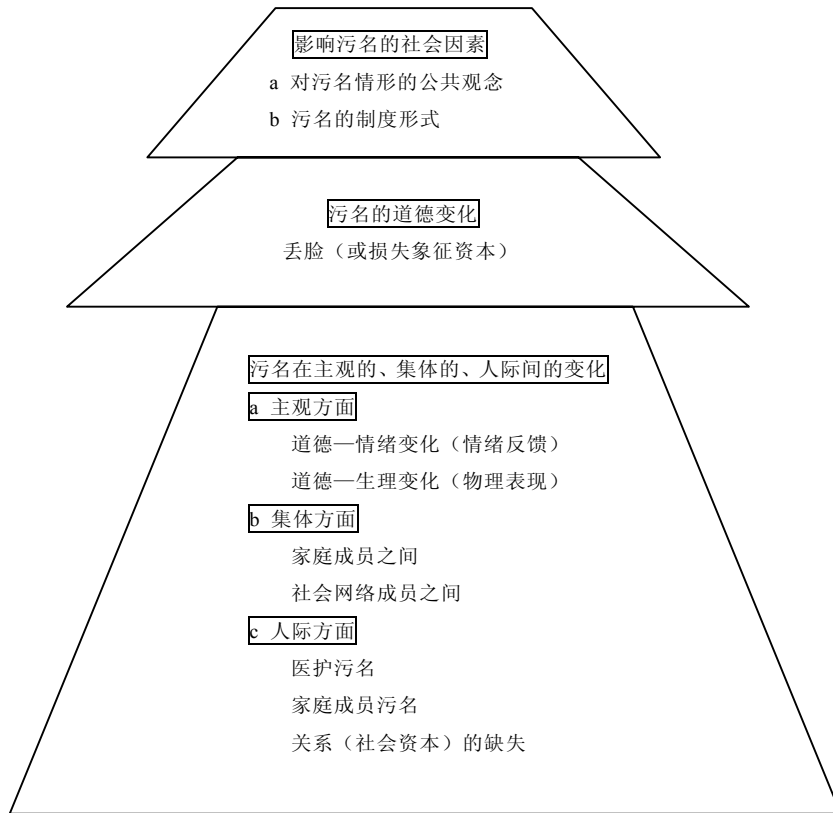 影响污名的社会因素
a 对污名情形的公共观念
b 污名的制度形式
污名的道德变化
丢脸（或损失象征资本）
污名在主观的、集体的、人际间的变化
a 主观方面
道德—情绪变化（情绪反馈）
道德—生理变化（物理表现）
b 集体方面
家庭成员之间
社会网络成员之间
c 人际方面
医护污名
家庭成员污名
关系（社会资本）的缺失